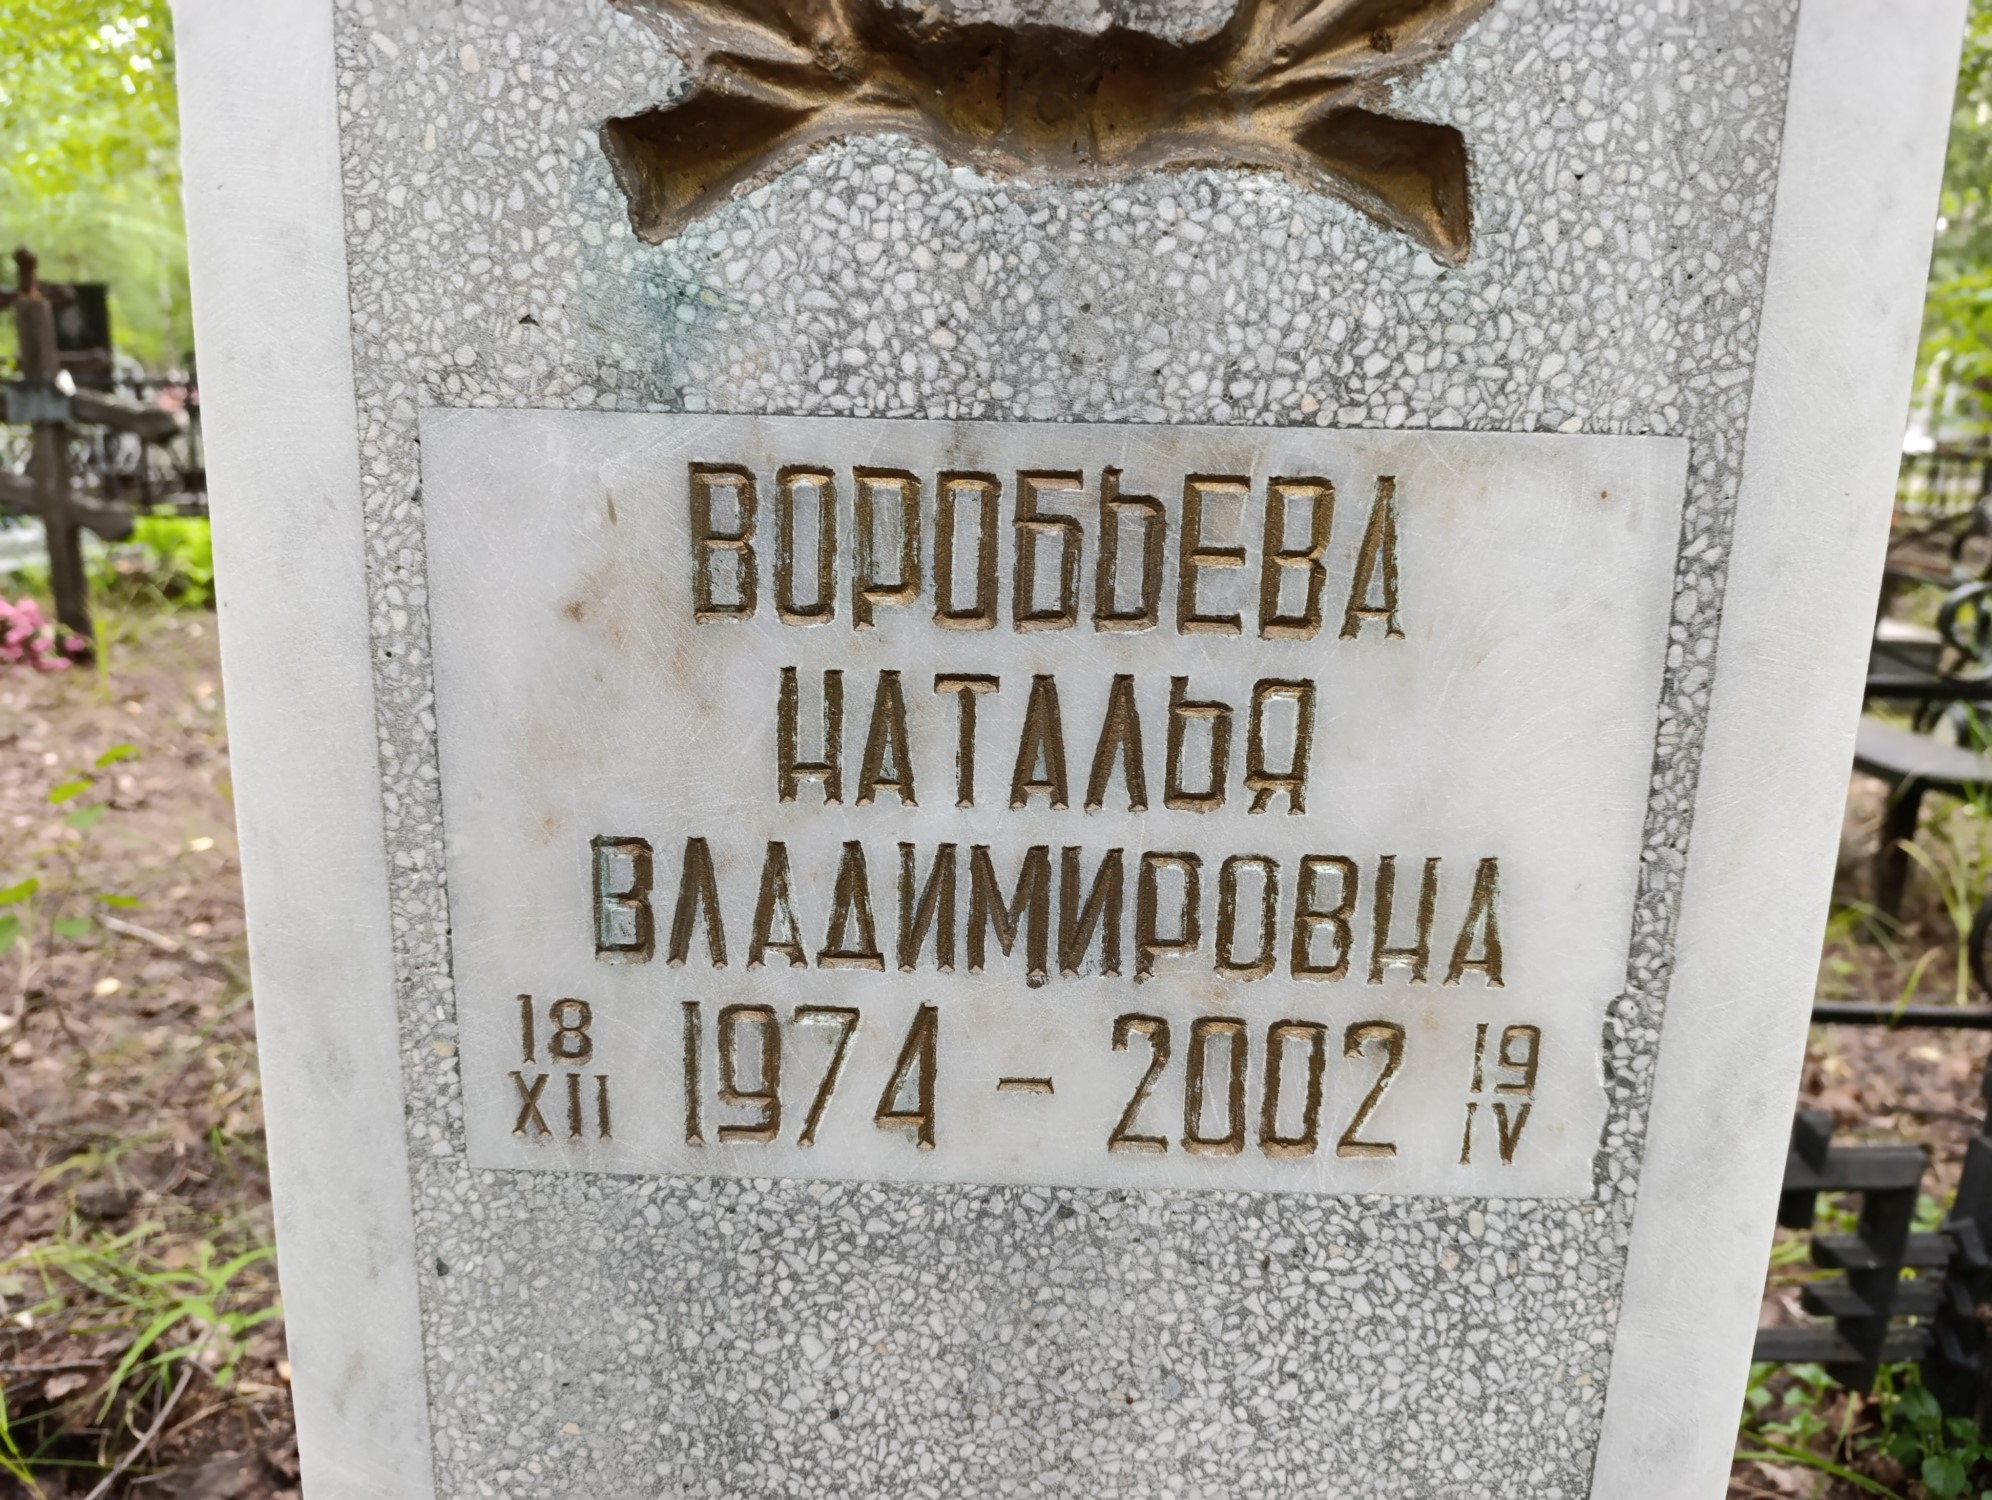 ВОРОБЬЕВА
НАТАЛЬЯ
ВЛАДИМИРОВНА
18 XII 1974 - 2002 19 IV